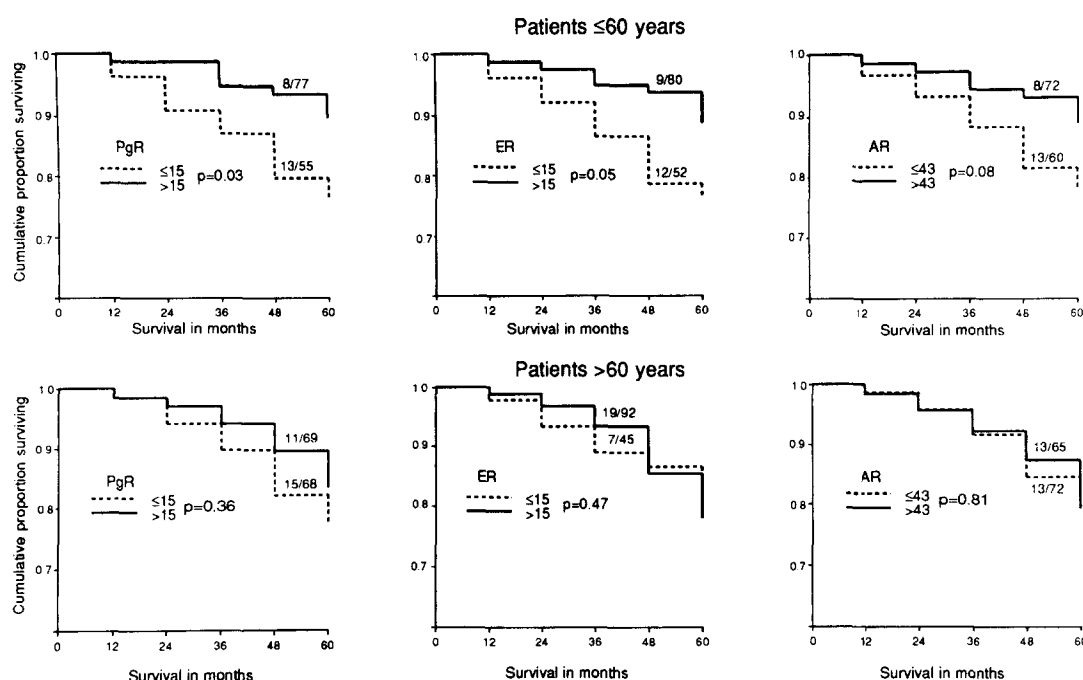 Patients ≤60 years
Cumulative proportion surviving
1.0
0.9
0.8
0.7
8/77
PgR
≤15
>15
p=0.03
13/55
0 12 24 36 48 60
Survival in months
1.0
0.9
0.8
0.7
9/80
ER
≤15
>15
p=0.05
12/52
0 12 24 36 48 60
Survival in months
1.0
0.9
0.8
0.7
8/72
AR
≤43
>43
p=0.08
13/60
0 12 24 36 48 60
Survival in months
Patients >60 years
Cumulative proportion surviving
1.0
0.9
0.8
0.7
11/69
PgR
≤15
>15
p=0.36
15/68
0 12 24 36 48 60
Survival in months
1.0
0.9
0.8
0.7
19/92
7/45
ER
≤15
>15
p=0.47
0 12 24 36 48 60
Survival in months
1.0
0.9
0.8
0.7
13/65
AR
≤43
>43
p=0.81
13/72
0 12 24 36 48 60
Survival in months